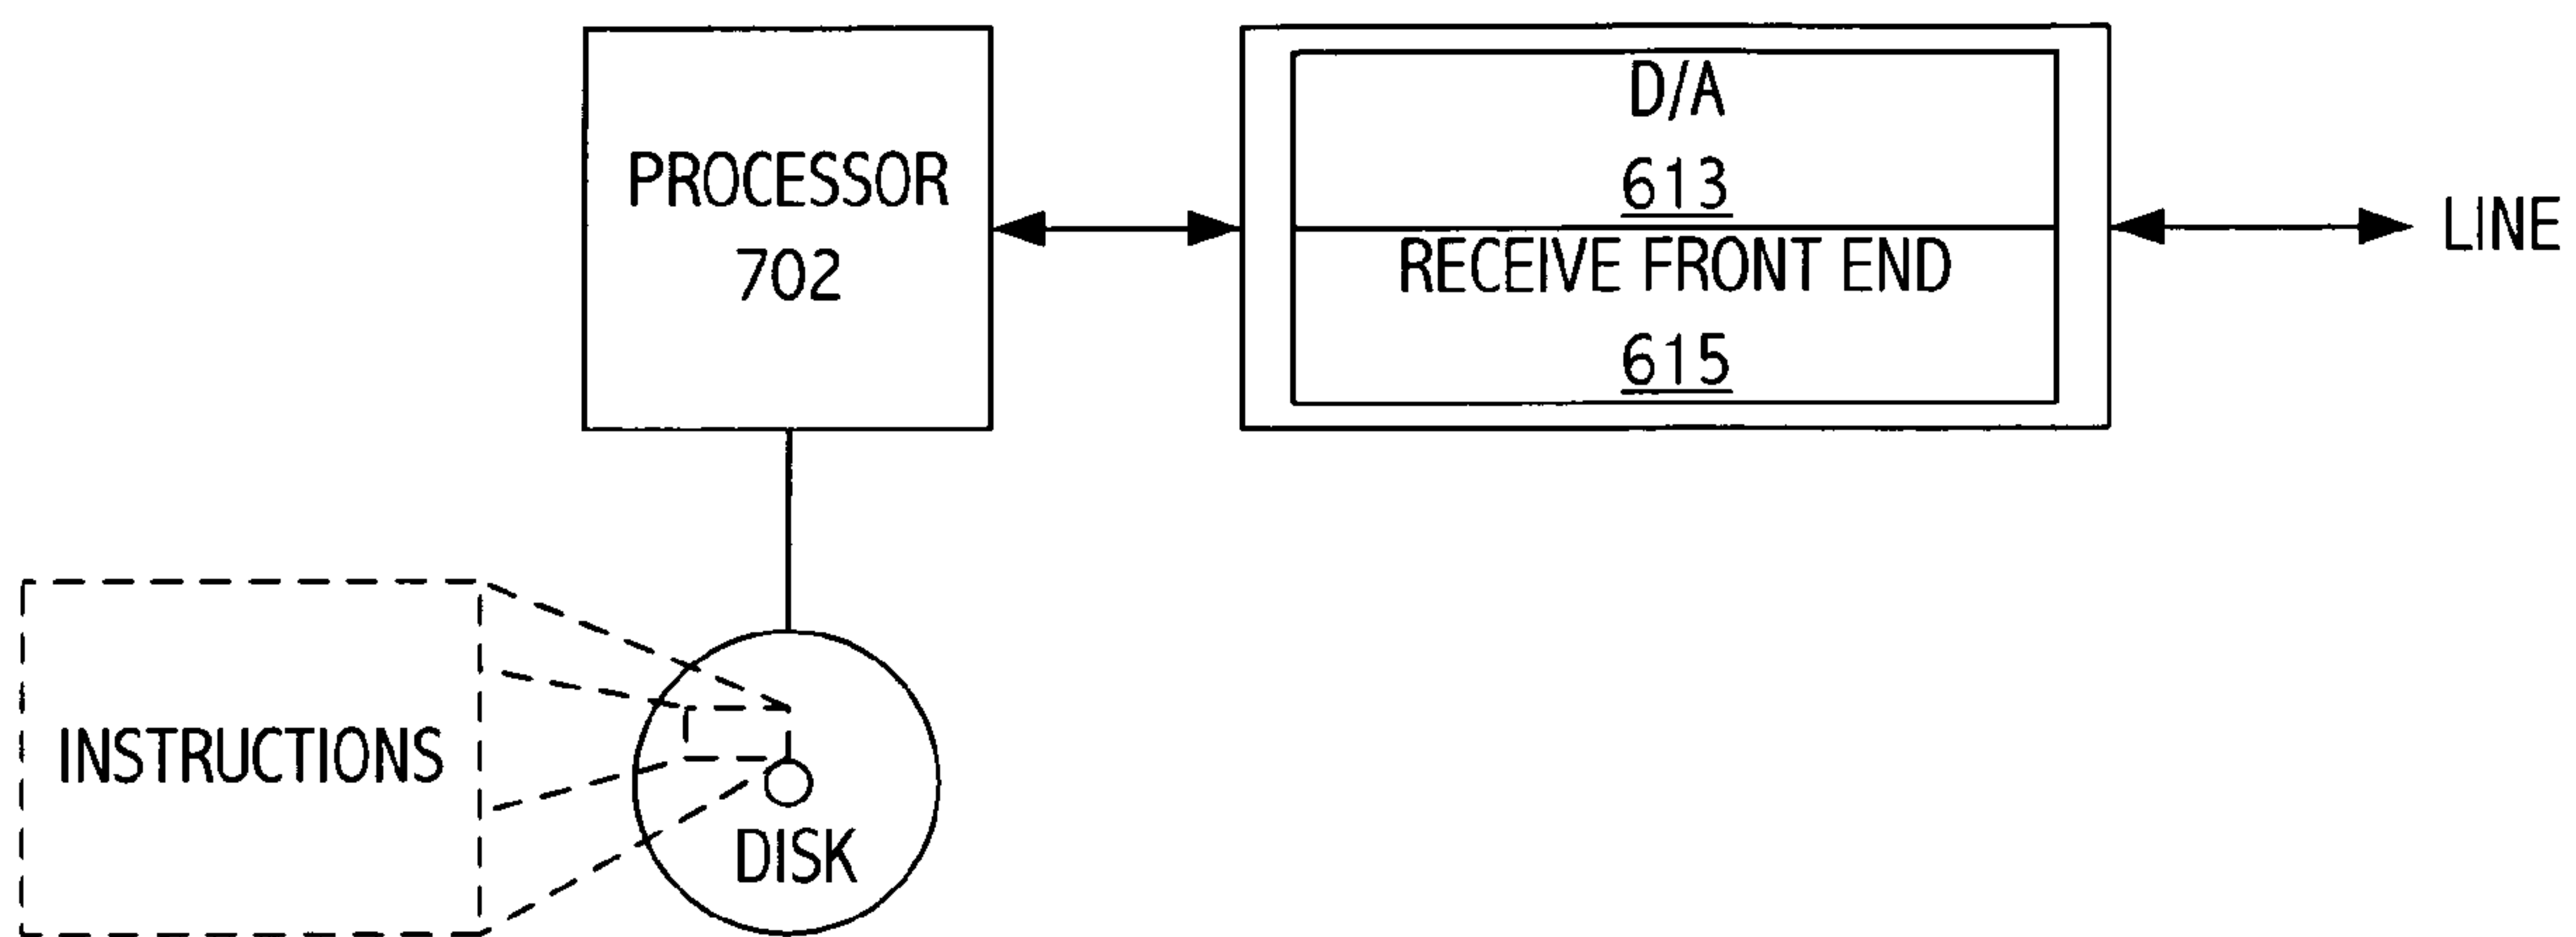 PROCESSOR
702
D/A
613
RECEIVE FRONT END
615
LINE
INSTRUCTIONS
DISK